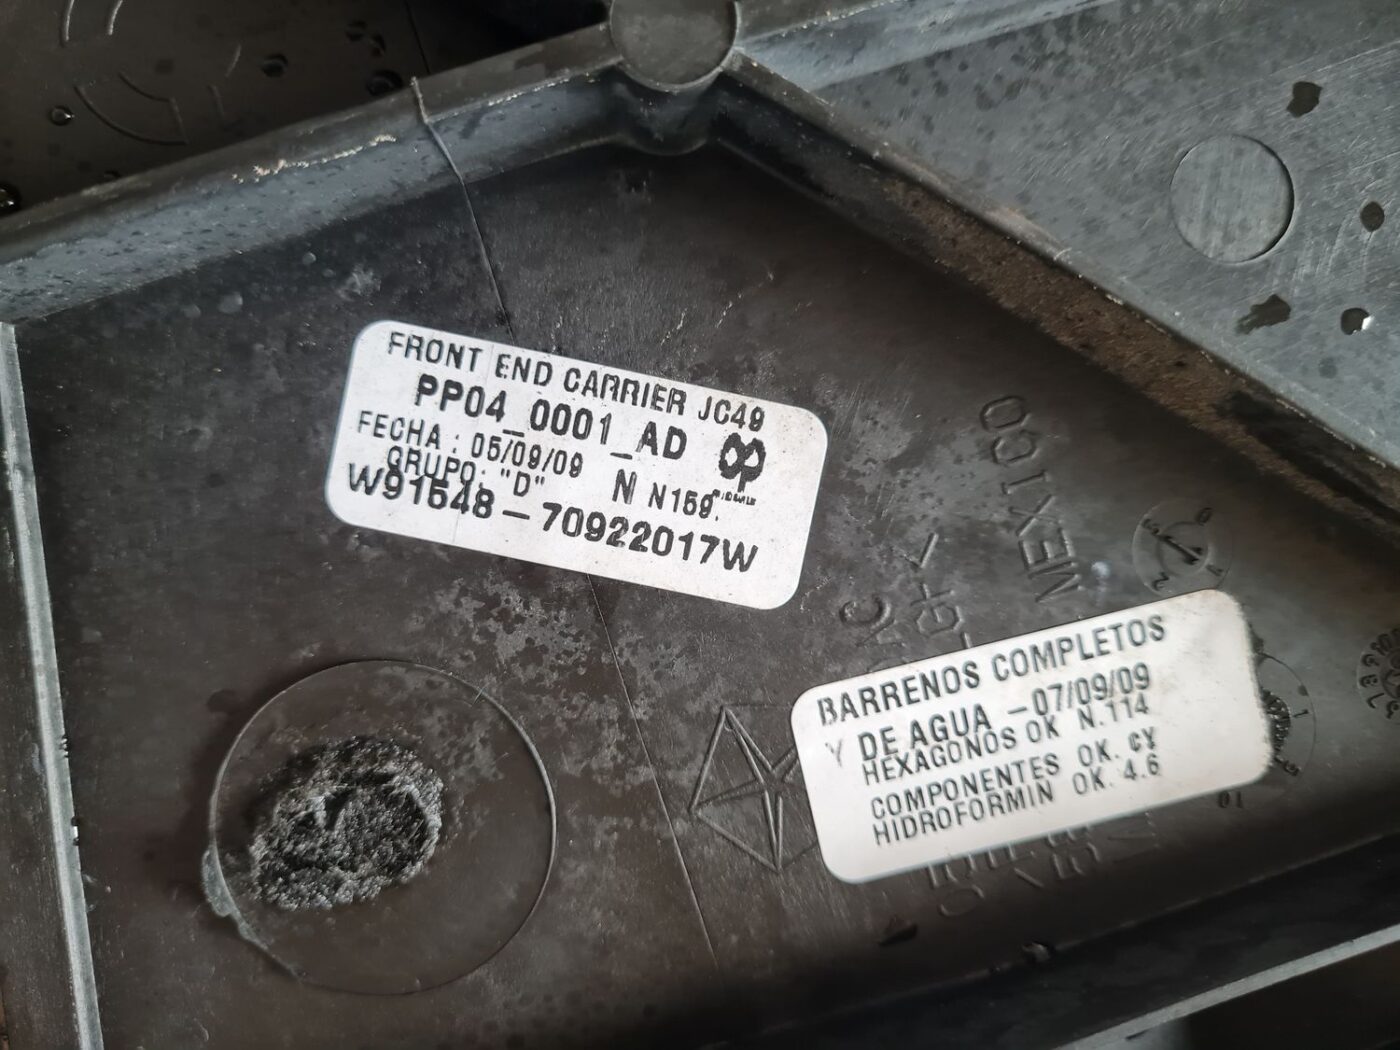 FRONT END CARRIER JC49
PP04_0001_AD
FECHA : 05/09/09 N N159.
GRUPO: "D"
W91548 - 70922017W
MEXICO
BARRENOS COMPLETOS
Y DE AGUA - 07/09/09
HEXAGONOS OK N.114
COMPONENTES OK. CY
HIDROFORMIN OK. 4.6